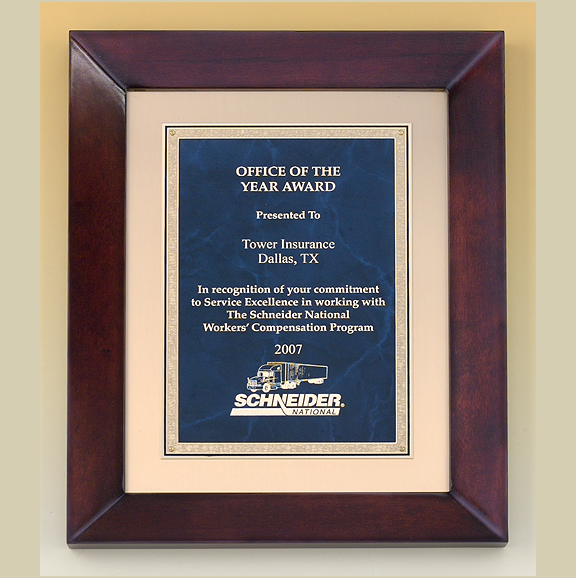 OFFICE OF THE
YEAR AWARD
Presented To
Tower Insurance
Dallas, TX
In recognition of your commitment
to Service Excellence in working with
The Schneider National
Workers' Compensation Program
2007
SCHNEIDER®
NATIONAL